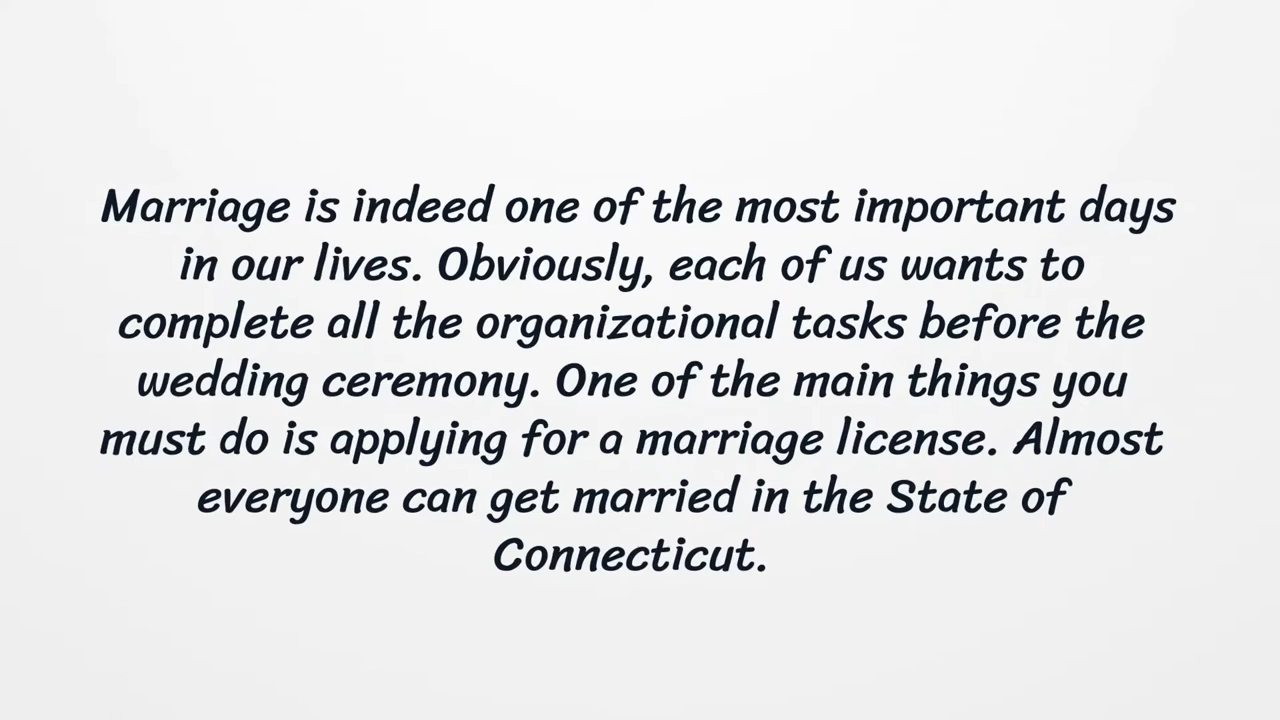 Marriage is indeed one of the most important days
in our lives. Obviously, each of us wants to
complete all the organizational tasks before the
wedding ceremony. One of the main things you
must do is applying for a marriage license. Almost
everyone can get married in the State of
Connecticut.